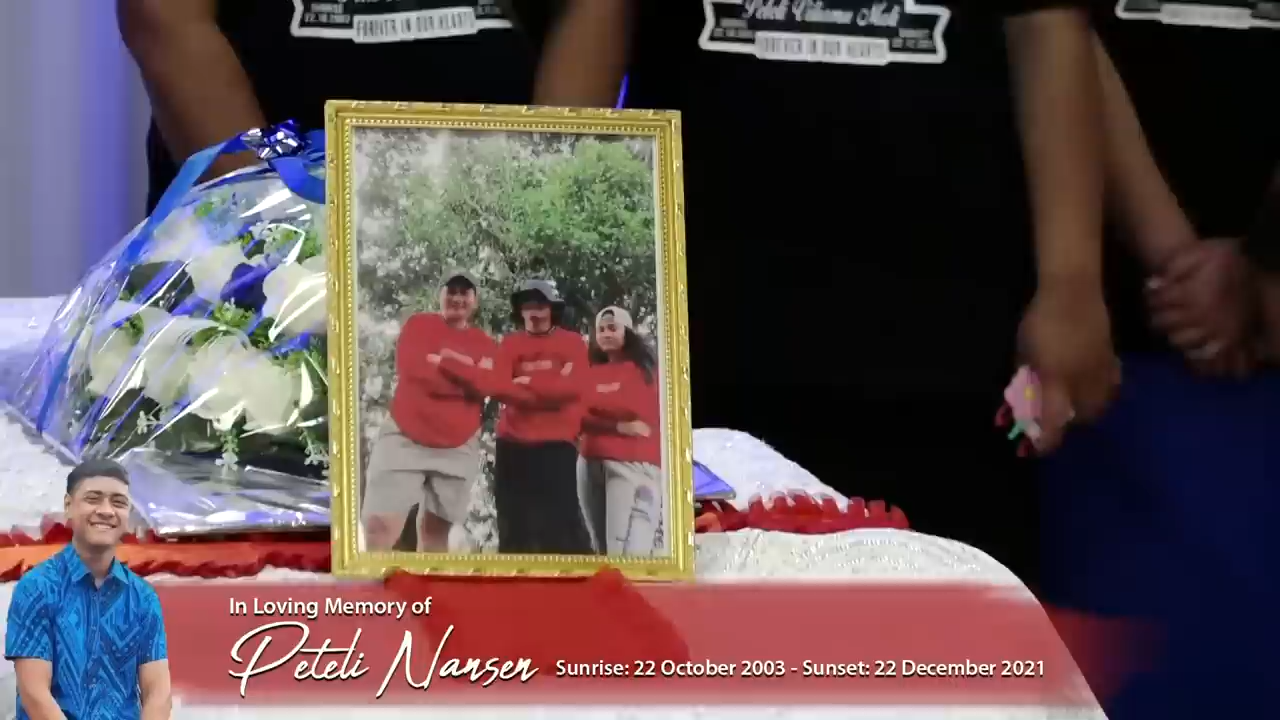 FOREVER IN OUR HEARTS
FOREVER IN OUR HEARTS
In Loving Memory of
Peteli Nansen
Sunrise: 22 October 2003 - Sunset: 22 December 2021